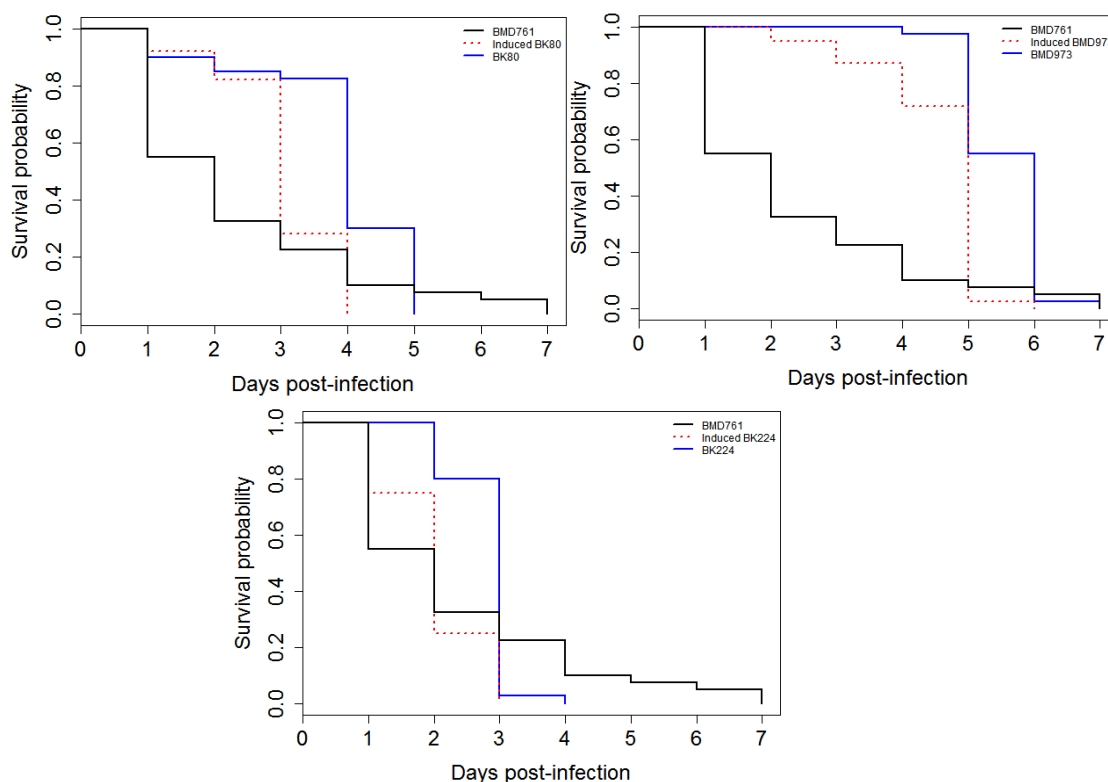 Survival probability
1.0
0.8
0.6
0.4
0.2
0.0
BMD761
Induced BK80
BK80
0 1 2 3 4 5 6 7
Days post-infection
Survival probability
1.0
0.8
0.6
0.4
0.2
0.0
BMD761
Induced BMD97
BMD973
0 1 2 3 4 5 6 7
Days post-infection
Survival probability
1.0
0.8
0.6
0.4
0.2
0.0
BMD761
Induced BK224
BK224
0 1 2 3 4 5 6 7
Days post-infection